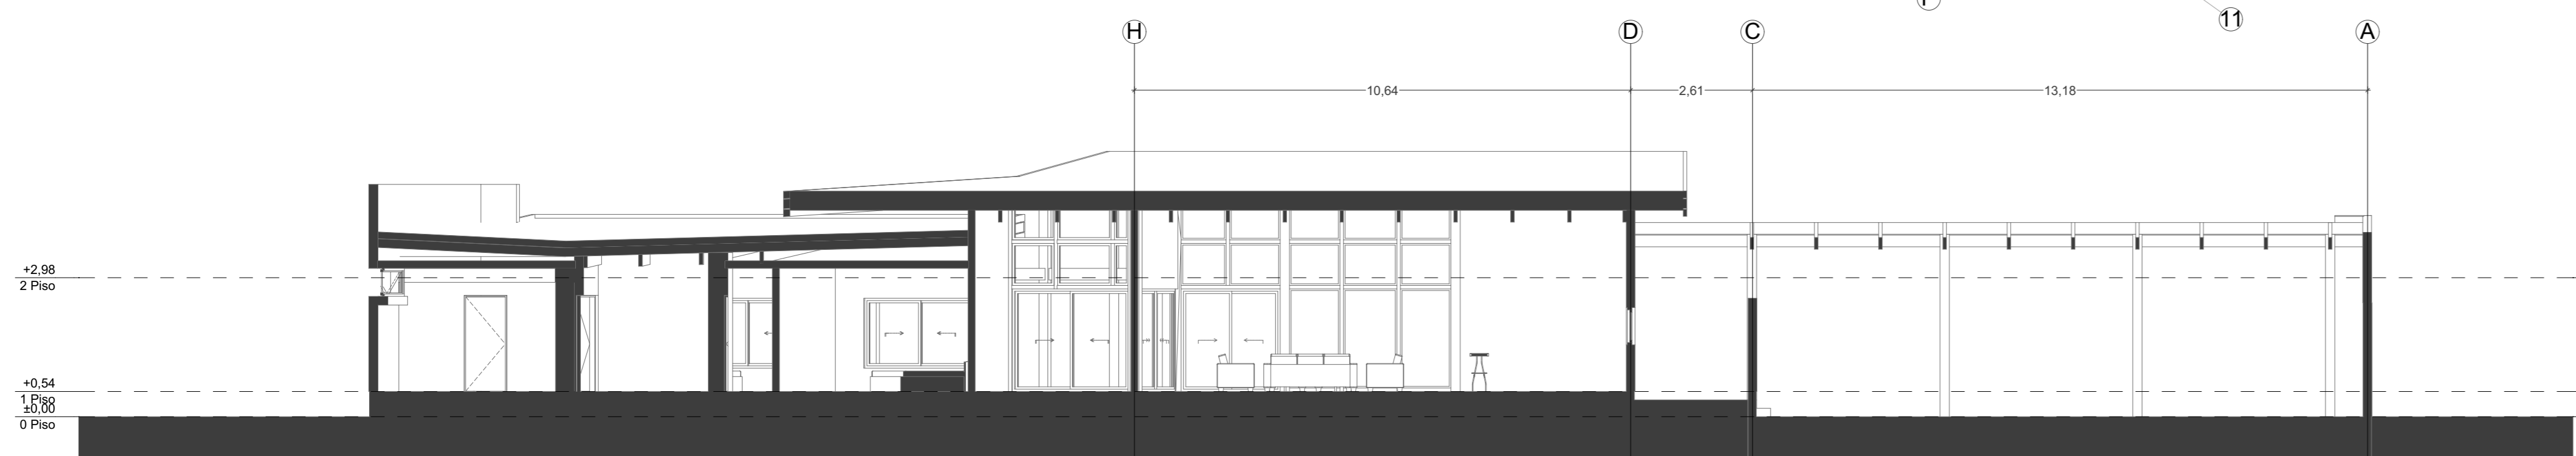 11
H
D
C
A
10,64
2,61
13,18
+2,98
2 Piso
+0,54
1 Piso
±0,00
0 Piso